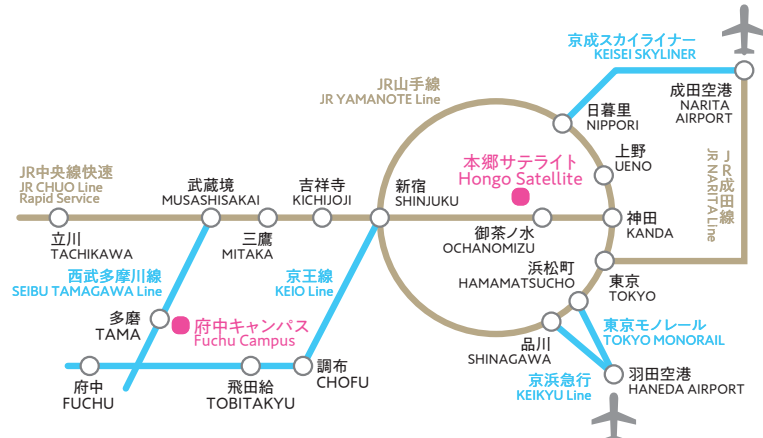 京成スカイライナー
KEISEI SKYLINER
JR山手線
JR YAMANOTE Line
成田空港
NARITA
AIRPORT
日暮里
NIPPORI
上野
UENO
JR成田線
JR NARITA Line
本郷サテライト
Hongo Satellite
JR中央線快速
JR CHUO Line
Rapid Service
武蔵境
MUSASHISAKAI
吉祥寺
KICHIJOJI
新宿
SHINJUKU
立川
TACHIKAWA
三鷹
MITAKA
御茶ノ水
OCHANOMIZU
神田
KANDA
西武多摩川線
SEIBU TAMAGAWA Line
京王線
KEIO Line
浜松町
HAMAMATSUCHO
東京
TOKYO
多磨
TAMA
府中キャンパス
Fuchu Campus
東京モノレール
TOKYO MONORAIL
品川
SHINAGAWA
府中
FUCHU
飛田給
TOBITAKYU
調布
CHOFU
京浜急行
KEIKYU Line
羽田空港
HANEDA AIRPORT